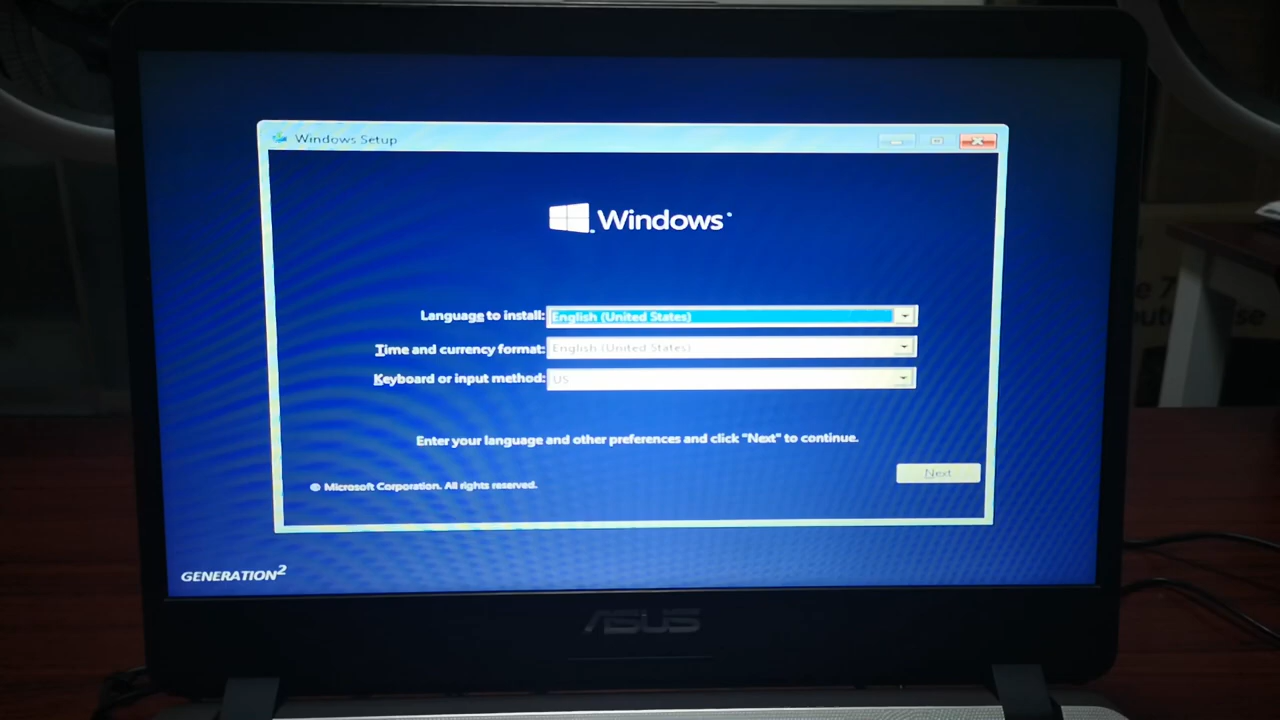 Windows Setup
Windows
Language to install: English (United States)
Time and currency format: English (United States)
Keyboard or input method: US
Enter your language and other preferences and click "Next" to continue.
Next
© Microsoft Corporation. All rights reserved.
GENERATION²
ASUS